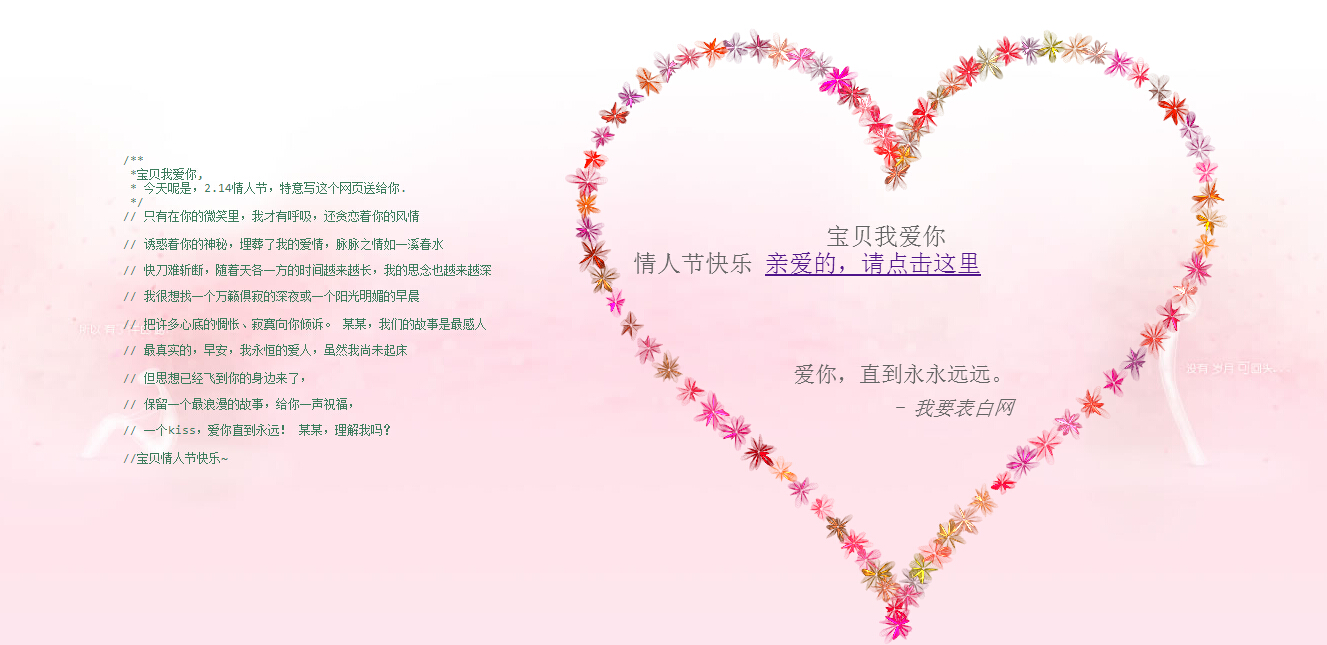 /**
*宝贝我爱你,
* 今天呢是，2.14情人节，特意写这个网页送给你.
*/
// 只有在你的微笑里，我才有呼吸，还贪恋着你的风情
// 诱惑着你的神秘，埋葬了我的爱情，脉脉之情如一溪春水
// 快刀难斩断，随着天各一方的时间越来越长，我的思念也越来越深
// 我很想找一个万籁俱寂的深夜或一个阳光明媚的早晨
// 把许多心底的惆怅、寂寞向你倾诉。 某某，我们的故事是最感人
// 最真实的，早安，我永恒的爱人，虽然我尚未起床
// 但思想已经飞到你的身边来了，
// 保留一个最浪漫的故事，给你一声祝福，
// 一个kiss，爱你直到永远！ 某某，理解我吗？
//宝贝情人节快乐~
宝贝我爱你
情人节快乐 亲爱的，请点击这里
爱你，直到永永远远。
- 我要表白网
没有 岁月 可回头...